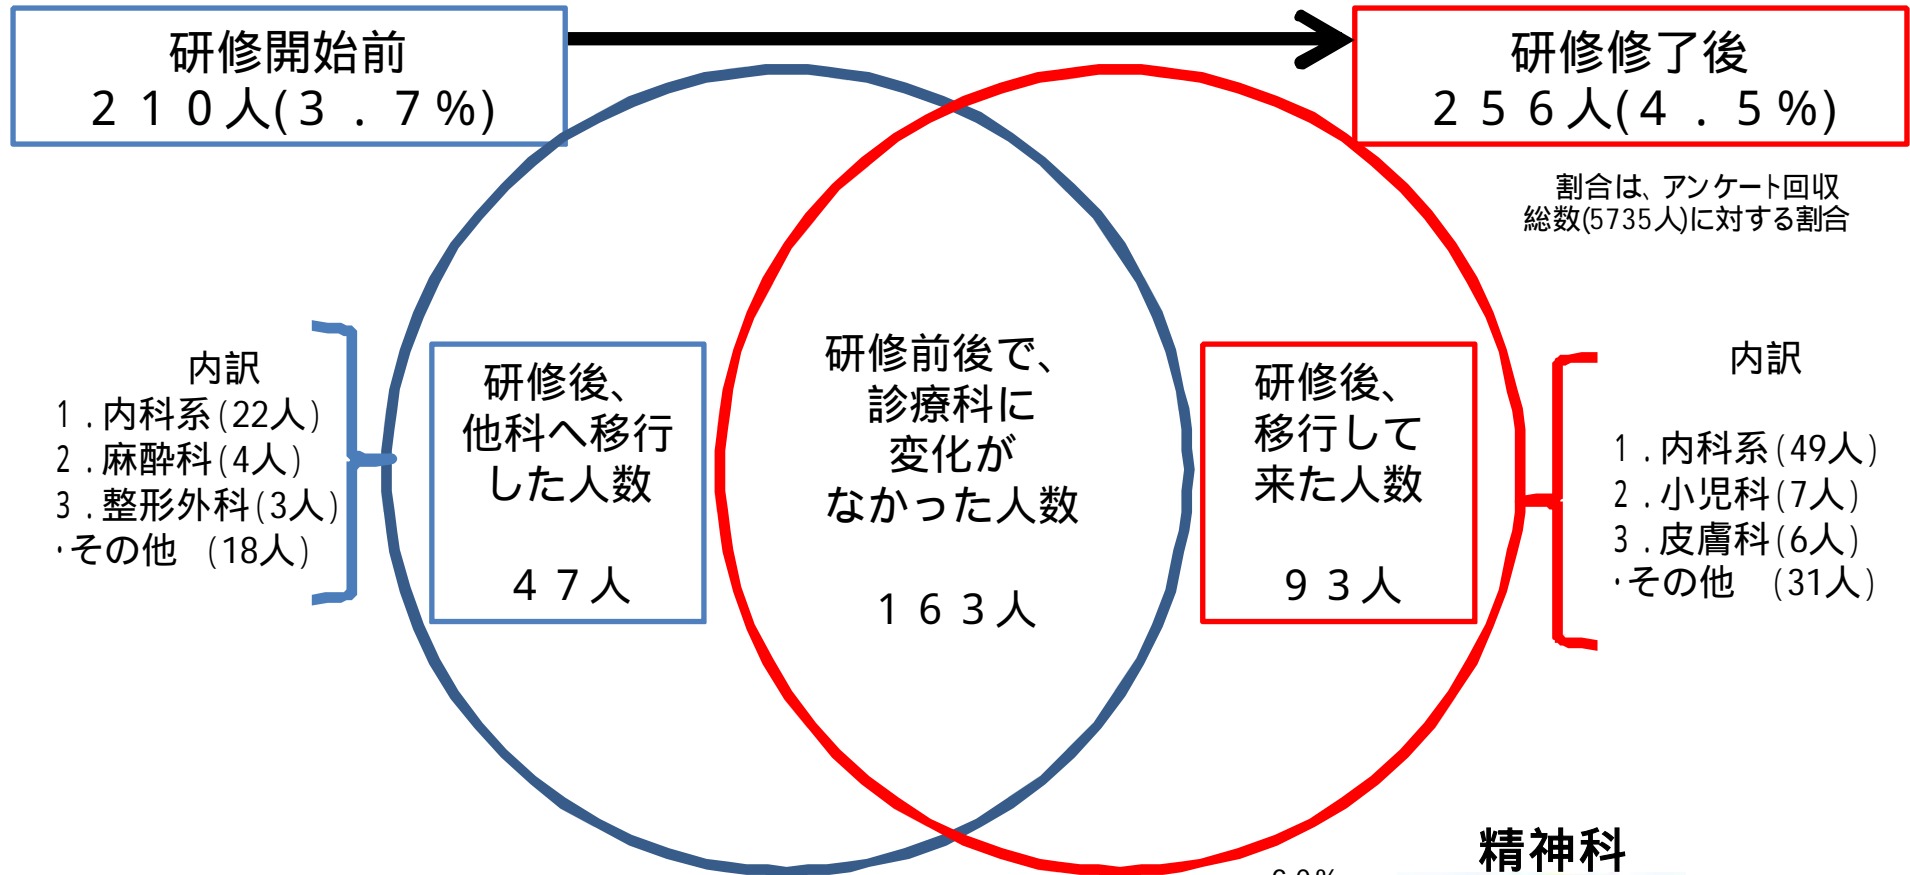 研修開始前
２１０人(３．７%)
研修修了後
２５６人(４．５%)
割合は、アンケート回収
総数(5735人)に対する割合
内訳
1．内科系(22人)
2．麻酔科(4人)
3．整形外科(3人)
・その他　(18人)
研修後、
他科へ移行
した人数
４７人
研修前後で、
診療科に
変化が
なかった人数
１６３人
研修後、
移行して
来た人数
９３人
内訳
1．内科系(49人)
2．小児科(7人)
3．皮膚科(6人)
・その他　(31人)
精神科